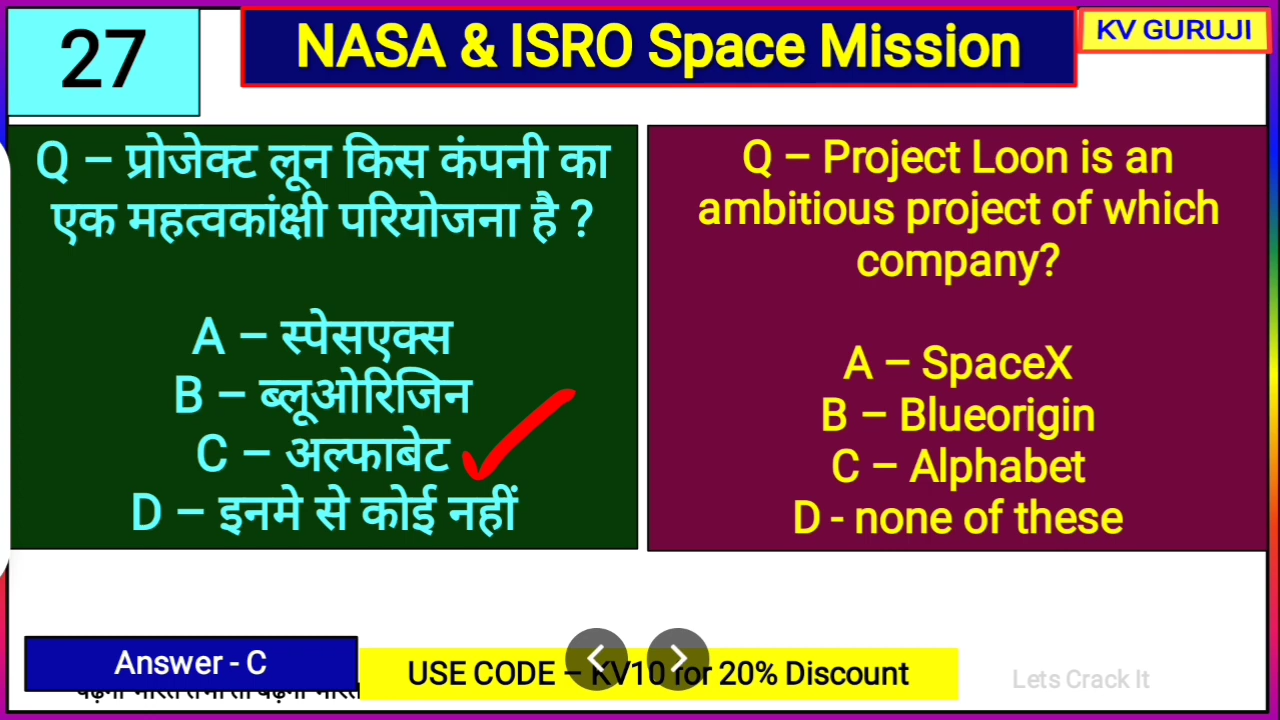 27
NASA & ISRO Space Mission
KV GURUJI
Q – प्रोजेक्ट लून किस कंपनी का
एक महत्वकांक्षी परियोजना है ?
A – स्पेसएक्स
B – ब्लूओरिजिन
C – अल्फाबेट
D – इनमे से कोई नहीं
Q – Project Loon is an
ambitious project of which
company?
A – SpaceX
B – Blueorigin
C – Alphabet
D - none of these
Answer - C
USE CODE – KV10 for 20% Discount
Lets Crack It